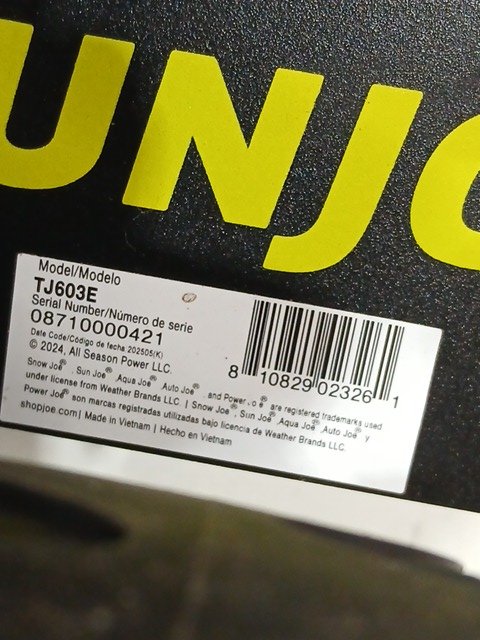 UNJO
Model/Modelo
TJ603E
Serial Number/Número de serie
08710000421
Date Code/Código de fecha 202505(K)
© 2024, All Season Power LLC.
Snow Joe®, Sun Joe®, Aqua Joe®, Auto Joe®, and Power Joe® are registered trademarks used
under license from Weather Brands LLC. | Snow Joe®, Sun Joe®, Aqua Joe®, Auto Joe®, y
Power Joe® son marcas registradas utilizadas bajo licencia de Weather Brands LLC.
shopjoe.com | Made in Vietnam | Hecho en Vietnam
8 10829 02326 1